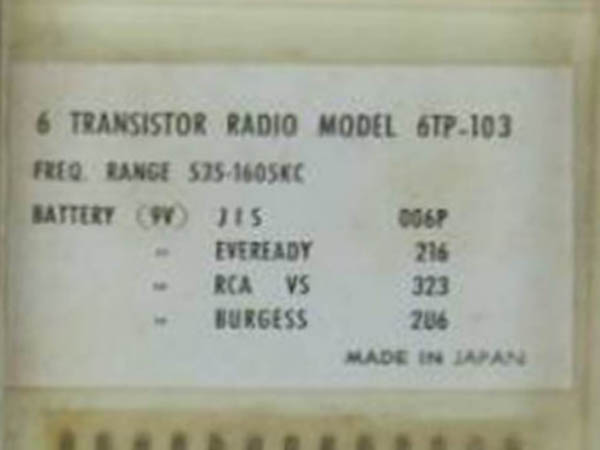 6 TRANSISTOR RADIO MODEL 6TP-103
FREQ. RANGE 535-1605KC
BATTERY (9V) JIS 006P
〃 EVEREADY 216
〃 RCA VS 323
〃 BURGESS 2U6
MADE IN JAPAN